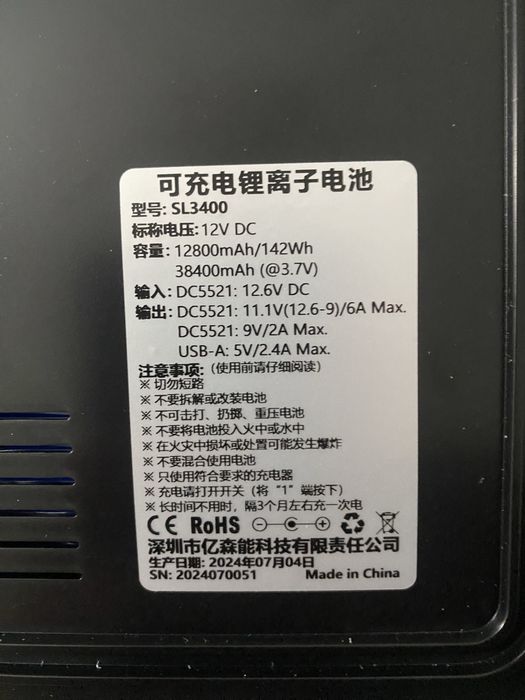 可充电锂离子电池
型号: SL3400
标称电压:12V DC
容量: 12800mAh/142Wh
38400mAh (@3.7V)
输入: DC5521: 12.6V DC
输出: DC5521: 11.1V(12.6-9)/6A Max.
DC5521: 9V/2A Max.
USB-A: 5V/2.4A Max.
注意事项:（使用前请仔细阅读）
※ 切勿短路
※ 不要拆解或改装电池
※ 不可击打、扔掷、重压电池
※ 不要将电池投入火中或水中
※ 在火灾中损坏或处置可能发生爆炸
※ 不要混合使用电池
※ 只使用符合要求的充电器
※ 充电请打开开关（将“1”端按下）
※ 长时间不用时，隔3个月左右充一次电
CE RoHS
深圳市亿森能科技有限责任公司
生产日期: 2024年07月04日
SN: 2024070051 Made in China